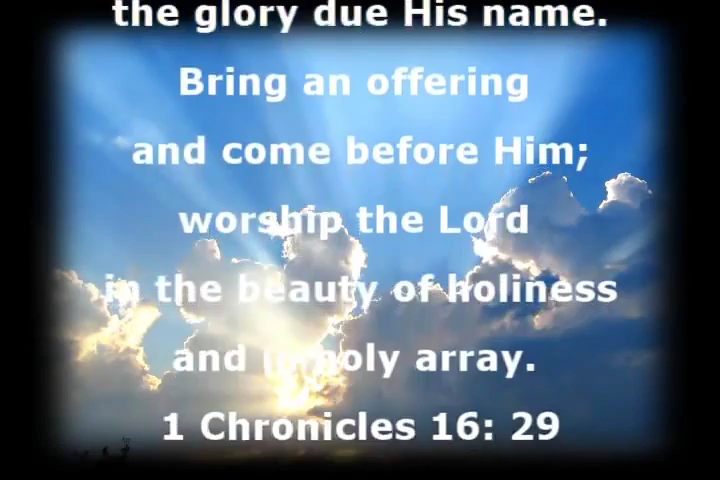 the glory due His name.
Bring an offering
and come before Him;
worship the Lord
in the beauty of holiness
and in holy array.
1 Chronicles 16: 29